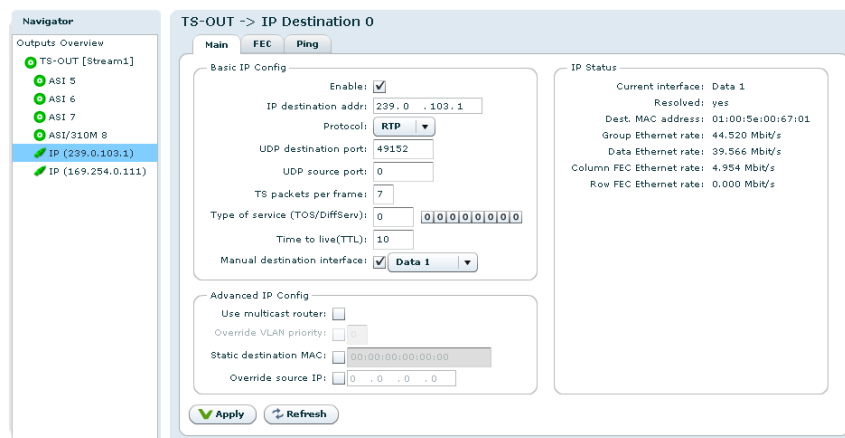 Navigator
Outputs Overview
TS-OUT [Stream1]
ASI 5
ASI 6
ASI 7
ASI/310M 8
IP (239.0.103.1)
IP (169.254.0.111)
TS-OUT -> IP Destination 0
Main FEC Ping
Basic IP Config
Enable:
IP destination addr: 239. 0 .103. 1
Protocol: RTP
UDP destination port: 49152
UDP source port: 0
TS packets per frame: 7
Type of service (TOS/DiffServ): 0 0 0 0 0 0 0 0 0
Time to live(TTL): 10
Manual destination interface: Data 1
Advanced IP Config
Use multicast router:
Override VLAN priority: 0
Static destination MAC: 00:00:00:00:00:00
Override source IP: 0 . 0 . 0 . 0
Apply Refresh
IP Status
Current interface: Data 1
Resolved: yes
Dest. MAC address: 01:00:5e:00:67:01
Group Ethernet rate: 44.520 Mbit/s
Data Ethernet rate: 39.566 Mbit/s
Column FEC Ethernet rate: 4.954 Mbit/s
Row FEC Ethernet rate: 0.000 Mbit/s